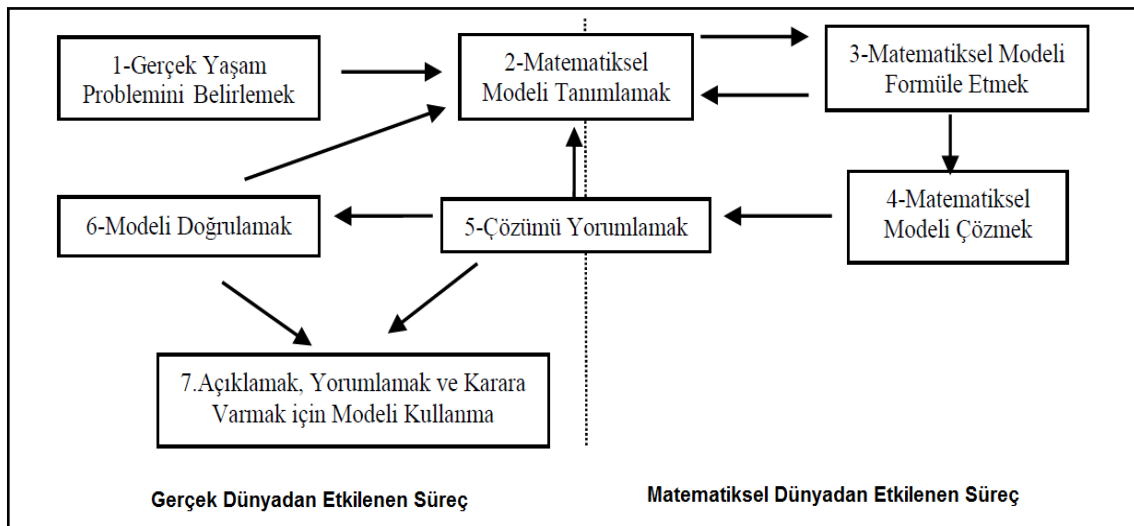 1-Gerçek Yaşam
Problemini Belirlemek
2-Matematiksel
Modeli Tanımlamak
3-Matematiksel Modeli
Formüle Etmek
4-Matematiksel
Modeli Çözmek
5-Çözümü Yorumlamak
6-Modeli Doğrulamak
7.Açıklamak, Yorumlamak ve Karara
Varmak için Modeli Kullanma
Gerçek Dünyadan Etkilenen Süreç
Matematiksel Dünyadan Etkilenen Süreç